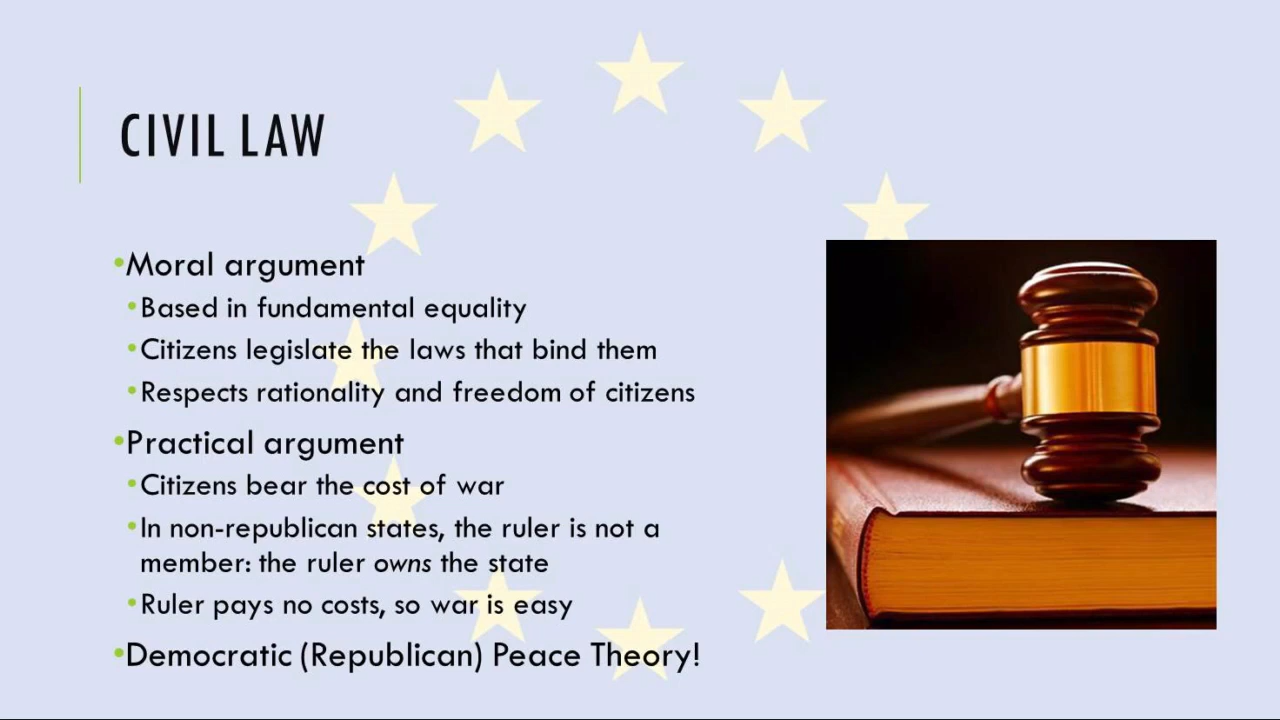 CIVIL LAW
•Moral argument
•Based in fundamental equality
•Citizens legislate the laws that bind them
•Respects rationality and freedom of citizens
•Practical argument
•Citizens bear the cost of war
•In non-republican states, the ruler is not a
member: the ruler owns the state
•Ruler pays no costs, so war is easy
•Democratic (Republican) Peace Theory!